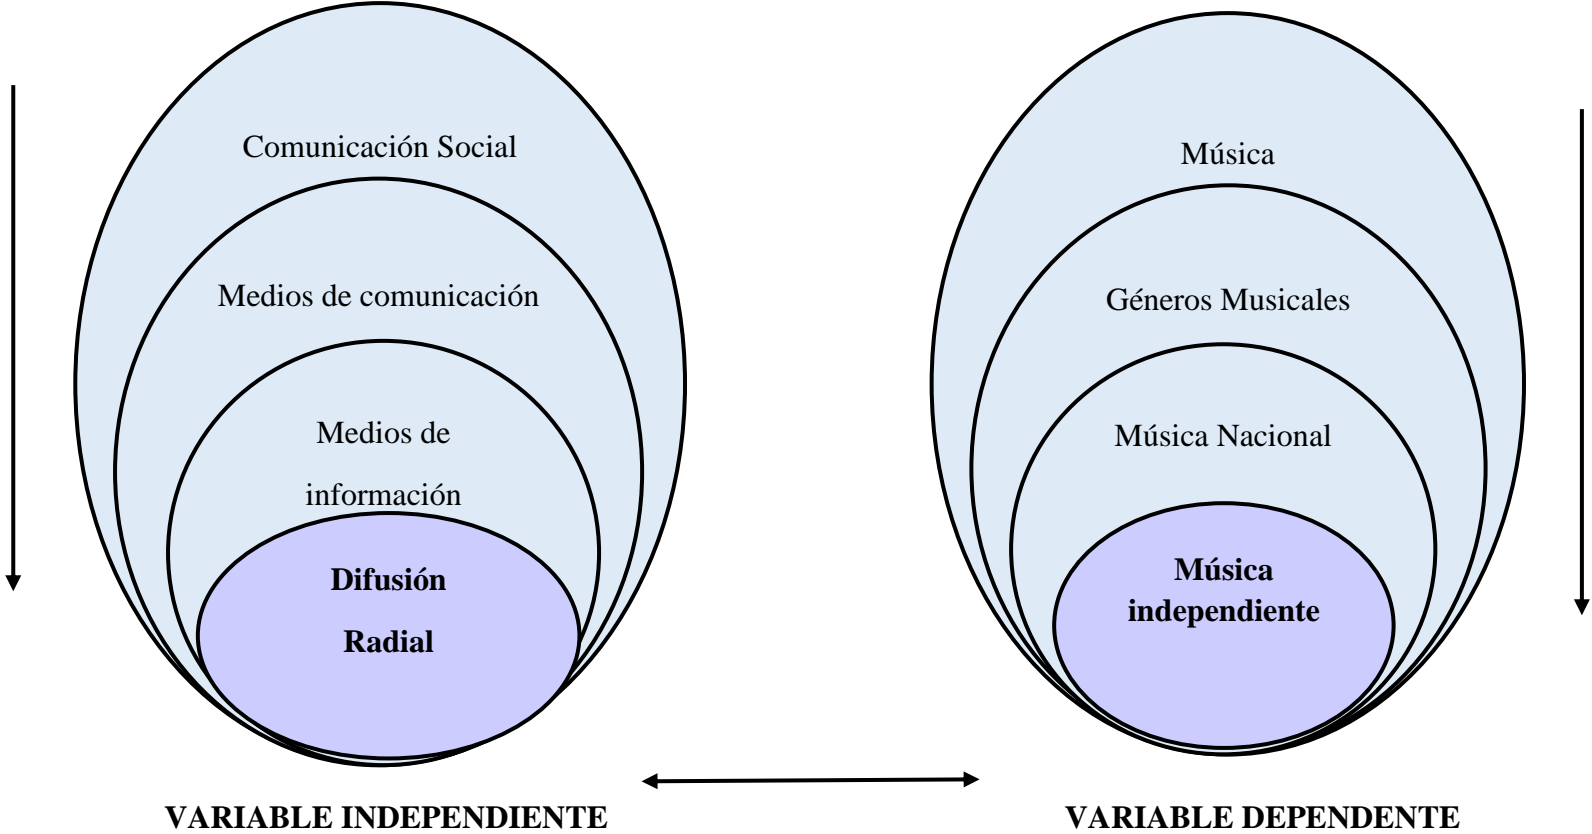 Comunicación Social
Medios de comunicación
Medios de
información
Difusión
Radial
VARIABLE INDEPENDIENTE
Música
Géneros Musicales
Música Nacional
Música
independiente
VARIABLE DEPENDENTE